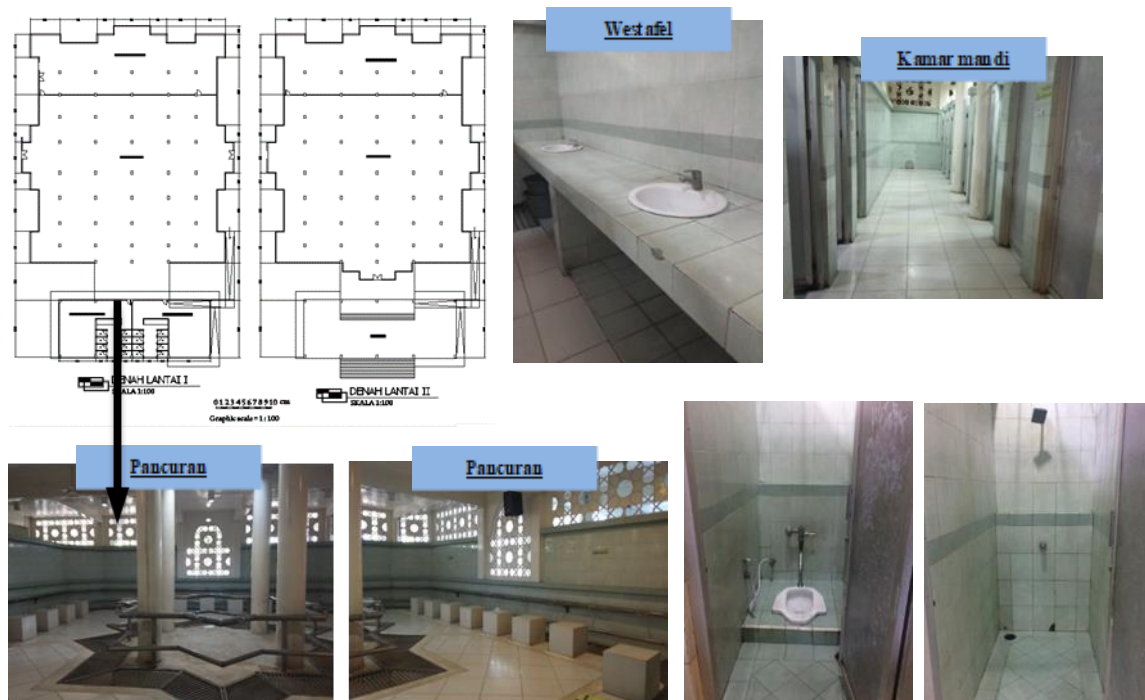 Westafel
Kamar mandi
DENAH LANTAI I
SKALA 1:100
DENAH LANTAI II
SKALA 1:100
0 1 2 3 4 5 6 7 8 9 10 cm
Graphic scale = 1 : 100
Pancuran
Pancuran